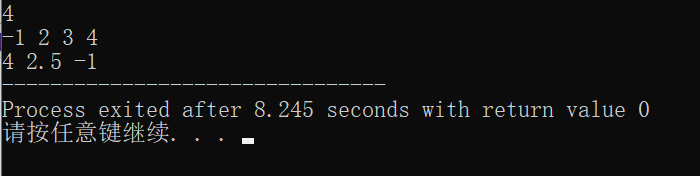 4
-1 2 3 4
4 2.5 -1
--------------------------------
Process exited after 8.245 seconds with return value 0
请按任意键继续. . .